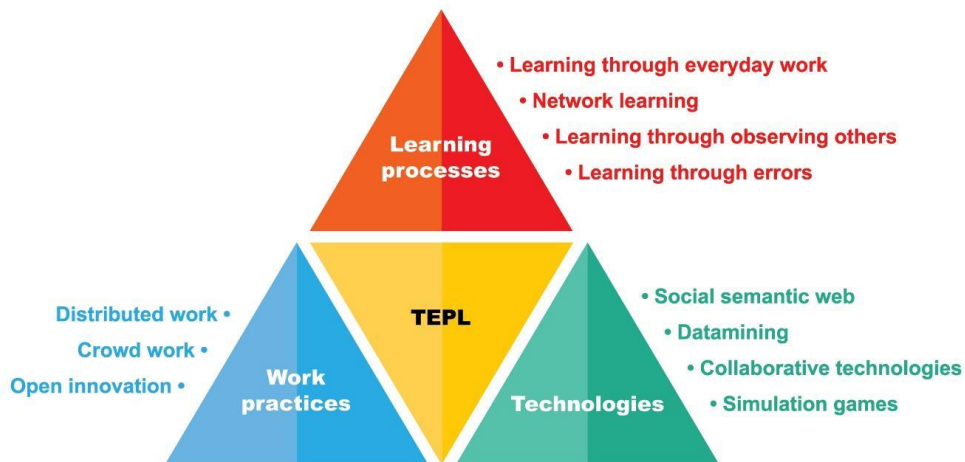 • Learning through everyday work
• Network learning
• Learning through observing others
• Learning through errors
Learning
processes
TEPL
Distributed work •
Crowd work •
Open innovation •
Work
practices
• Social semantic web
• Datamining
• Collaborative technologies
• Simulation games
Technologies